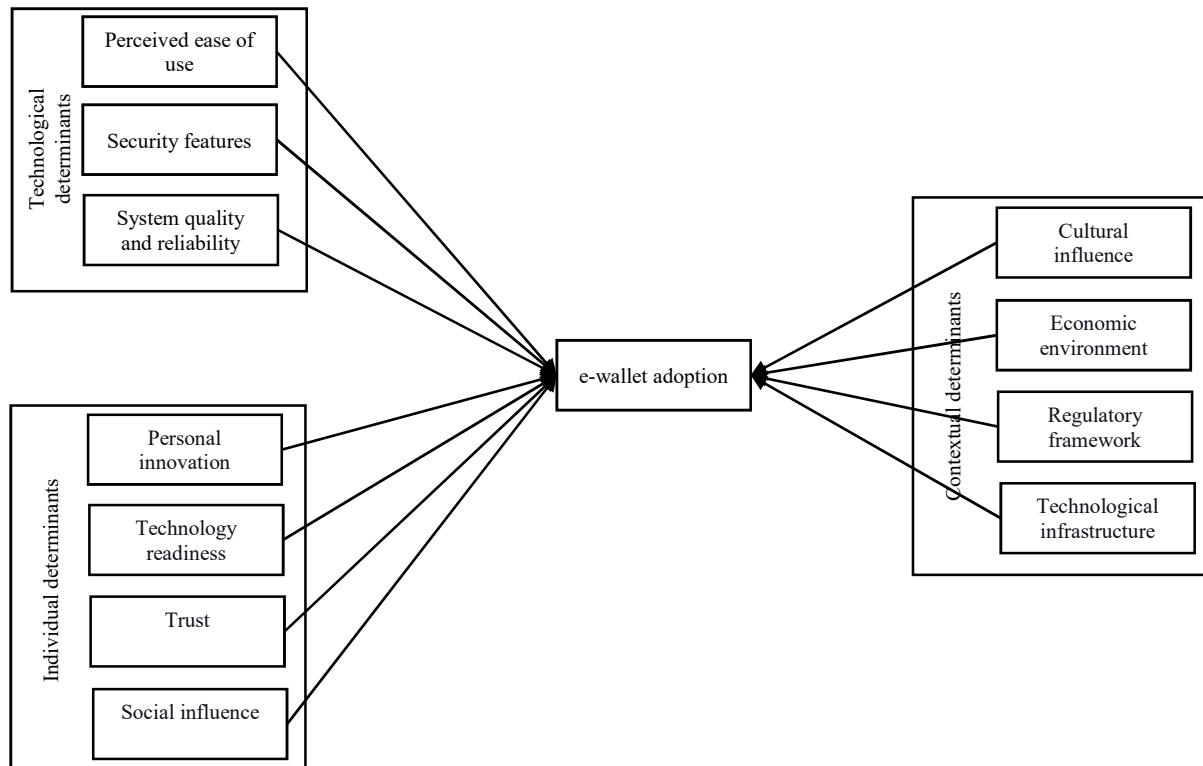 Technological
determinants
Perceived ease of
use
Security features
System quality
and reliability
Individual determinants
Personal
innovation
Technology
readiness
Trust
Social influence
e-wallet adoption
Contextual determinants
Cultural
influence
Economic
environment
Regulatory
framework
Technological
infrastructure